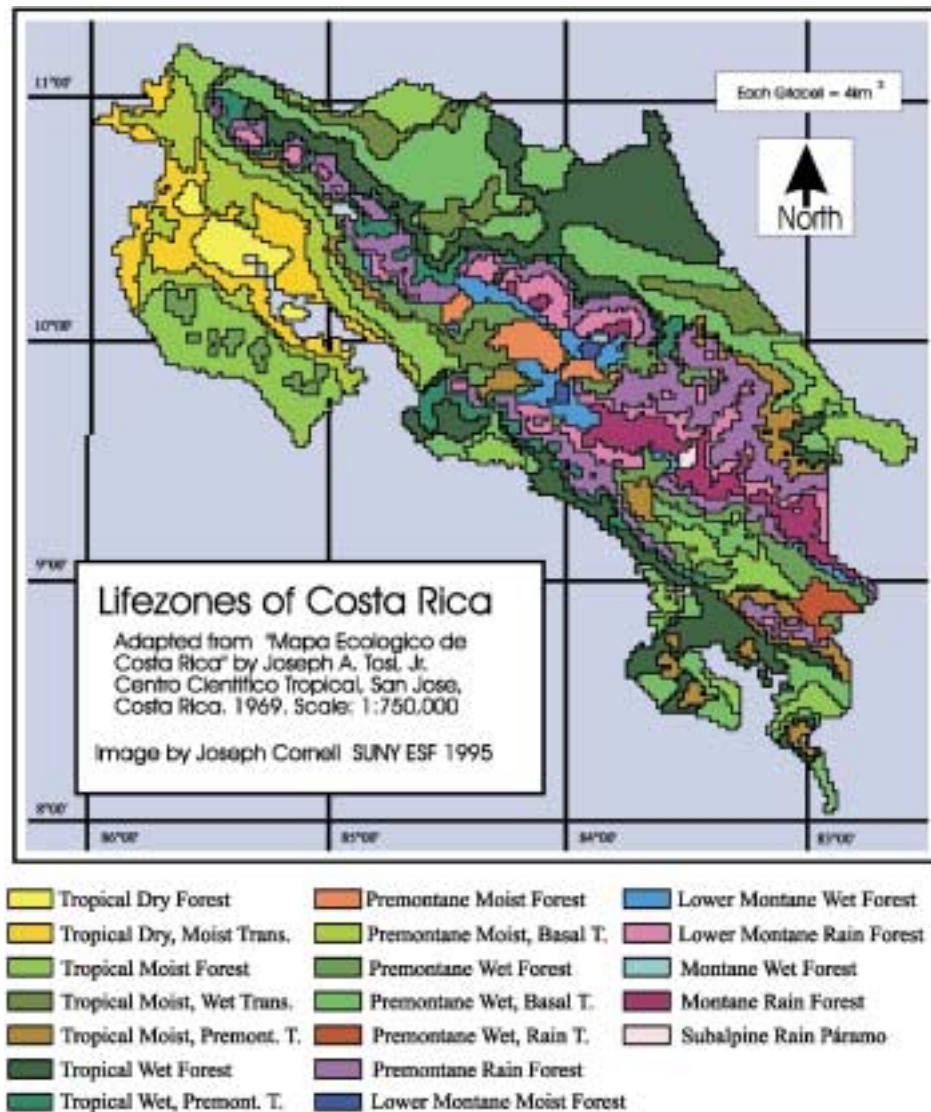 11°00'
Each Gridcell = 4km²
North
10°00'
9°00'
Lifezones of Costa Rica
Adapted from "Mapa Ecologico de
Costa Rica" by Joseph A. Tosi, Jr.
Centro Cientifico Tropical, San Jose,
Costa Rica. 1969. Scale: 1:750,000
Image by Joseph Cornell SUNY ESF 1995
8°00'
86°00' 85°00' 84°00' 83°00'
Tropical Dry Forest
Tropical Dry, Moist Trans.
Tropical Moist Forest
Tropical Moist, Wet Trans.
Tropical Moist, Premont. T.
Tropical Wet Forest
Tropical Wet, Premont. T.
Premontane Moist Forest
Premontane Moist, Basal T.
Premontane Wet Forest
Premontane Wet, Basal T.
Premontane Wet, Rain T.
Premontane Rain Forest
Lower Montane Moist Forest
Lower Montane Wet Forest
Lower Montane Rain Forest
Montane Wet Forest
Montane Rain Forest
Subalpine Rain Páramo